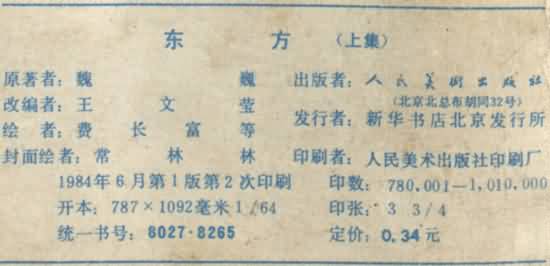 东 方 (上集)
原著者：魏 巍 出版者：人民美术出版社
(北京北总布胡同32号)
改编者：王 文 莹 发行者：新华书店北京发行所
绘 者：费 长 富 等
封面绘者：常 林 林 印刷者：人民美术出版社印刷厂
1984年6月第1版第2次印刷 印数：780,001—1,010,000
开本：787×1092毫米1/64 印张：3 3/4
统一书号：8027·8265 定价：0.34元